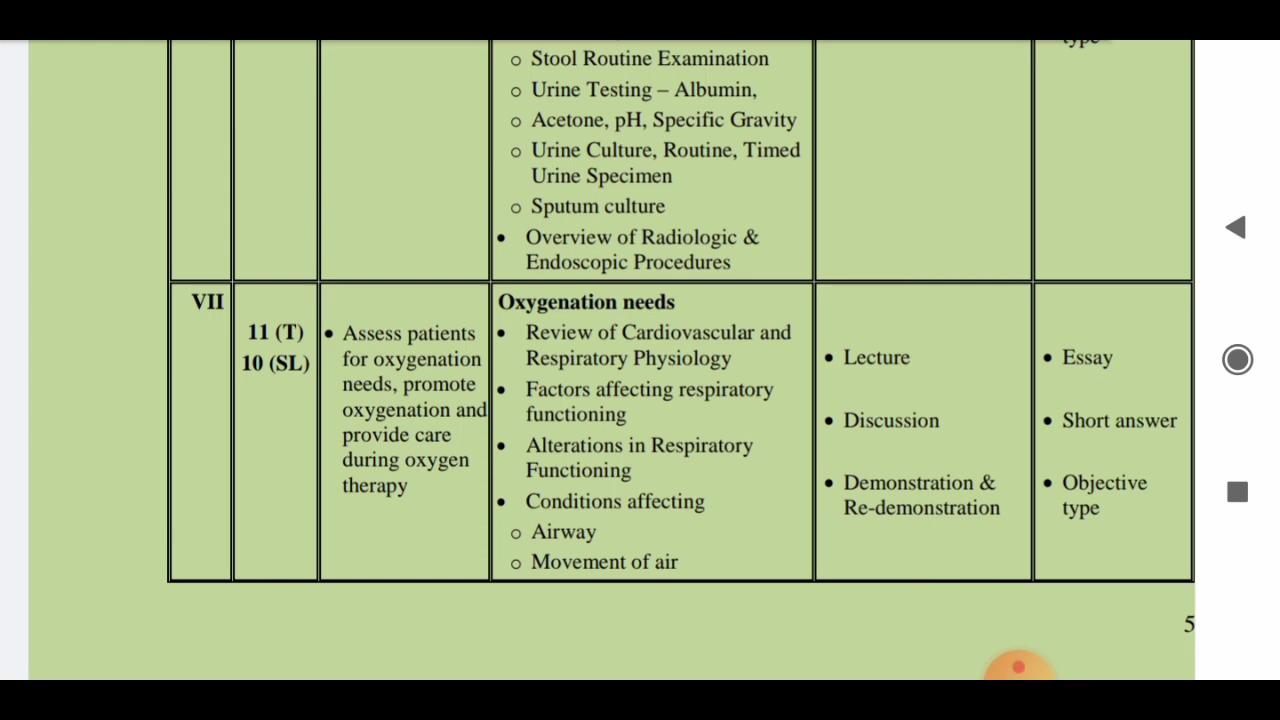 type
o Stool Routine Examination
o Urine Testing – Albumin,
o Acetone, pH, Specific Gravity
o Urine Culture, Routine, Timed
Urine Specimen
o Sputum culture
• Overview of Radiologic &
Endoscopic Procedures
VII
11 (T)
10 (SL)
• Assess patients
for oxygenation
needs, promote
oxygenation and
provide care
during oxygen
therapy
Oxygenation needs
• Review of Cardiovascular and
Respiratory Physiology
• Factors affecting respiratory
functioning
• Alterations in Respiratory
Functioning
• Conditions affecting
o Airway
o Movement of air
• Lecture
• Discussion
• Demonstration &
Re-demonstration
• Essay
• Short answer
• Objective
type
5